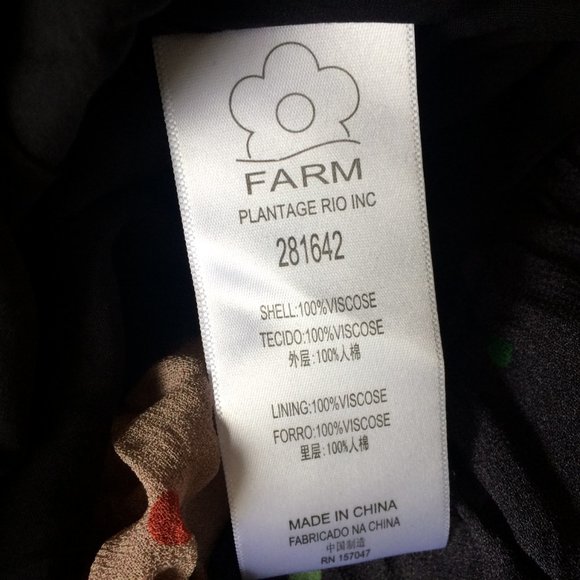 FARM
PLANTAGE RIO INC
281642
SHELL:100%VISCOSE
TECIDO:100%VISCOSE
外层:100%人棉
LINING:100%VISCOSE
FORRO:100%VISCOSE
里层:100%人棉
MADE IN CHINA
FABRICADO NA CHINA
中国制造
RN 157047